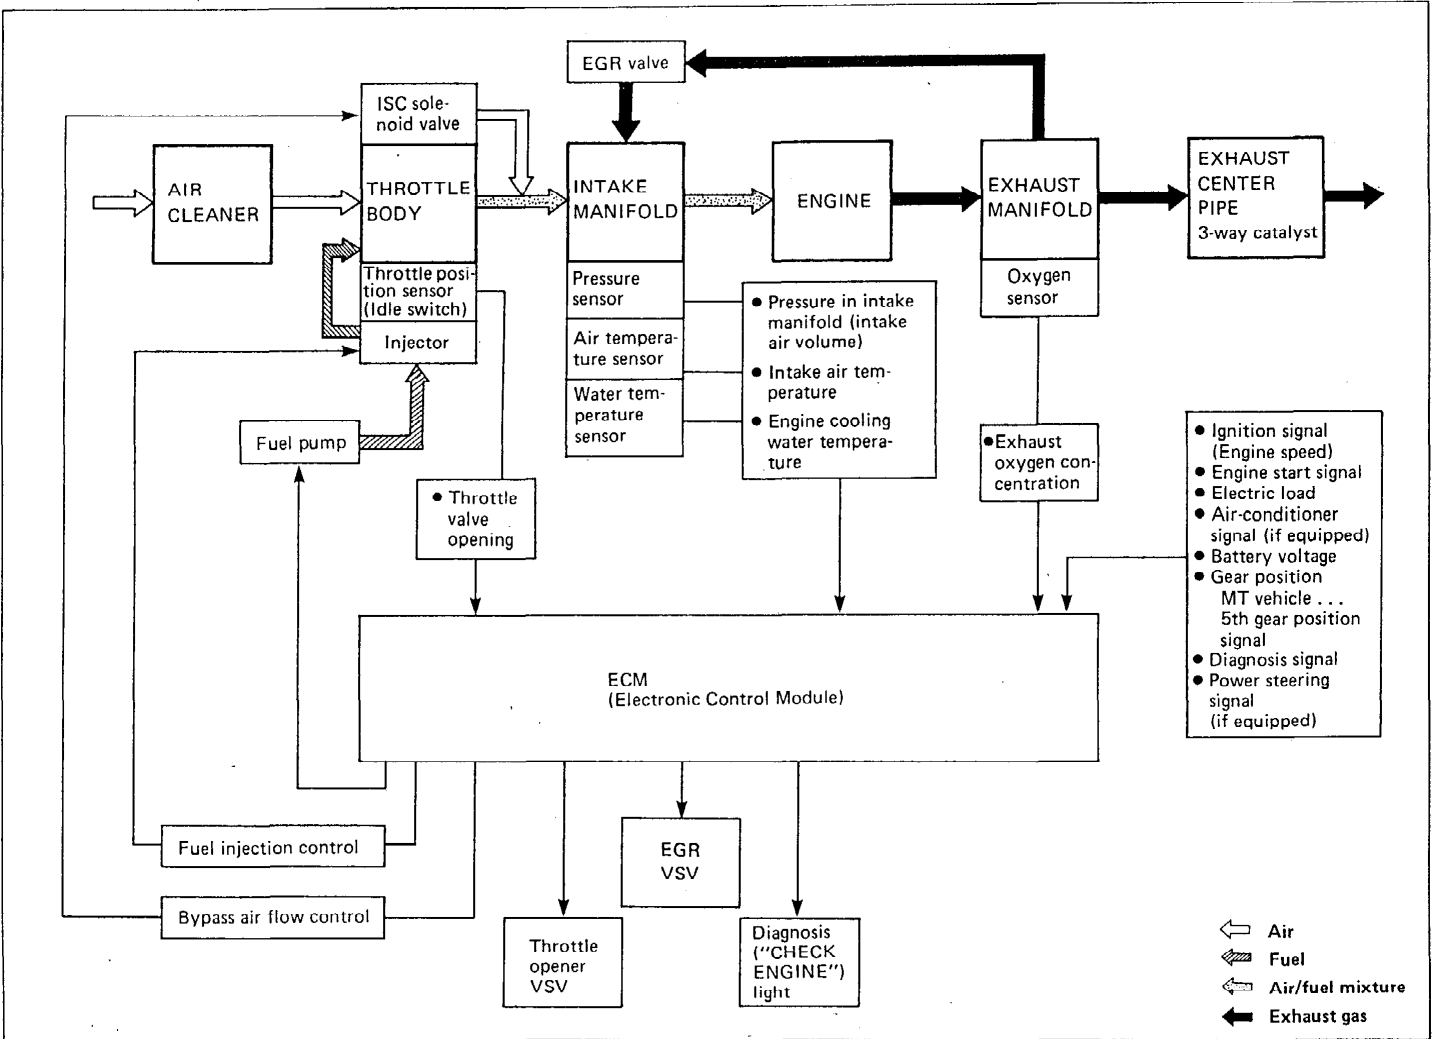 EGR valve
ISC sole-
noid valve
AIR
CLEANER
THROTTLE
BODY
INTAKE
MANIFOLD
ENGINE
EXHAUST
MANIFOLD
EXHAUST
CENTER
PIPE
3-way catalyst
Throttle posi-
tion sensor
(Idle switch)
Injector
Pressure
sensor
Air tempera-
ture sensor
Water tem-
perature
sensor
● Pressure in intake
manifold (intake
air volume)
● Intake air tem-
perature
● Engine cooling
water tempera-
ture
Oxygen
sensor
Fuel pump
● Throttle
valve
opening
● Exhaust
oxygen con-
centration
● Ignition signal
(Engine speed)
● Engine start signal
● Electric load
● Air-conditioner
signal (if equipped)
● Battery voltage
● Gear position
MT vehicle . . .
5th gear position
signal
● Diagnosis signal
● Power steering
signal
(if equipped)
ECM
(Electronic Control Module)
Fuel injection control
Bypass air flow control
EGR
VSV
Throttle
opener
VSV
Diagnosis
("CHECK
ENGINE")
light
Air
Fuel
Air/fuel mixture
Exhaust gas